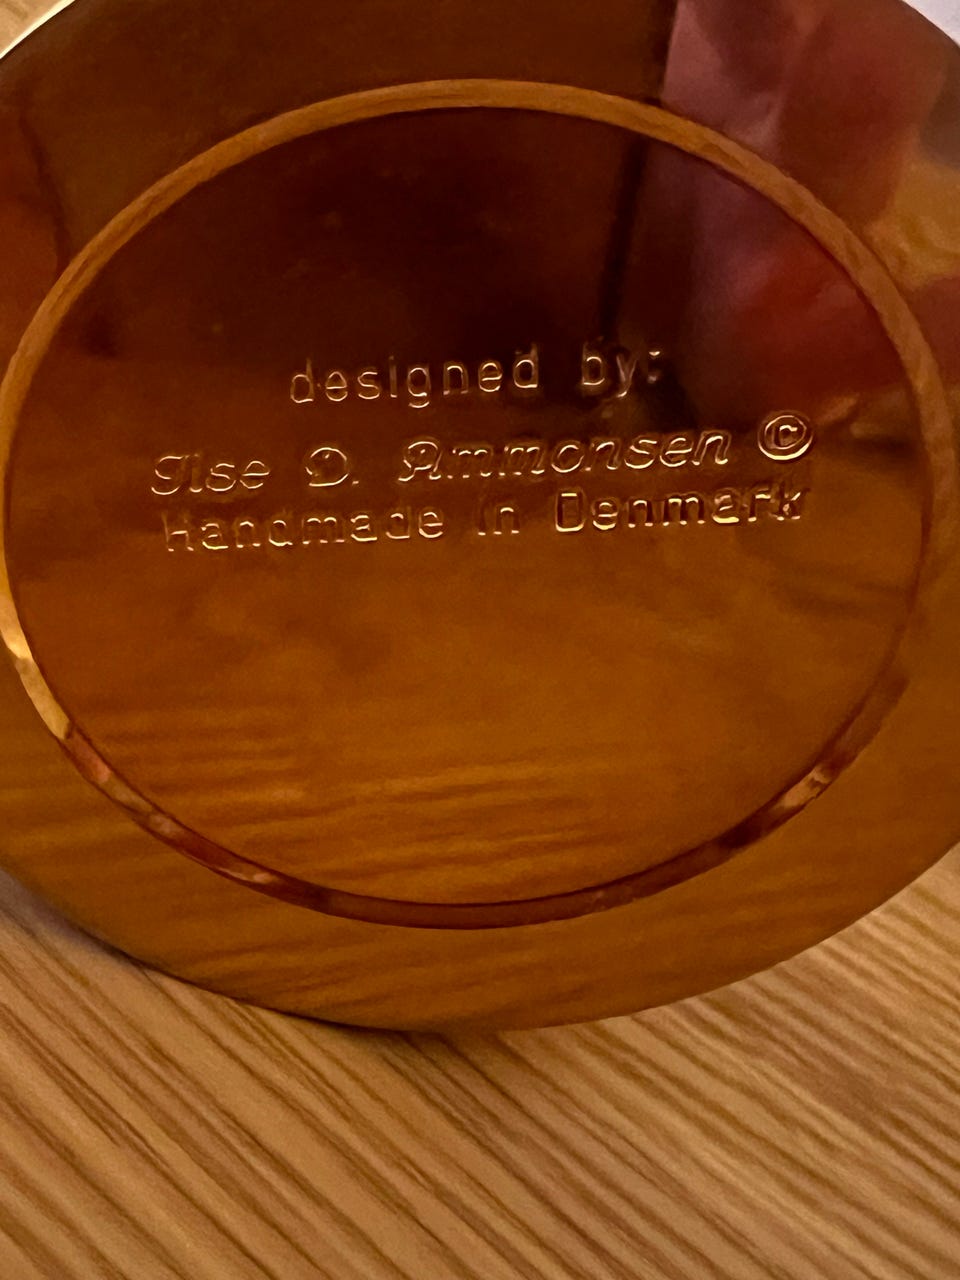 designed by:
Ilse D. Ammonsen ©
Handmade in Denmark